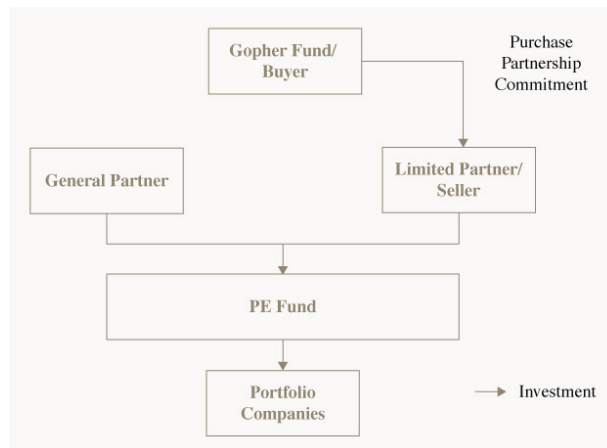 Gopher Fund/
Buyer
Purchase
Partnership
Commitment
General Partner
Limited Partner/
Seller
PE Fund
Portfolio
Companies
Investment